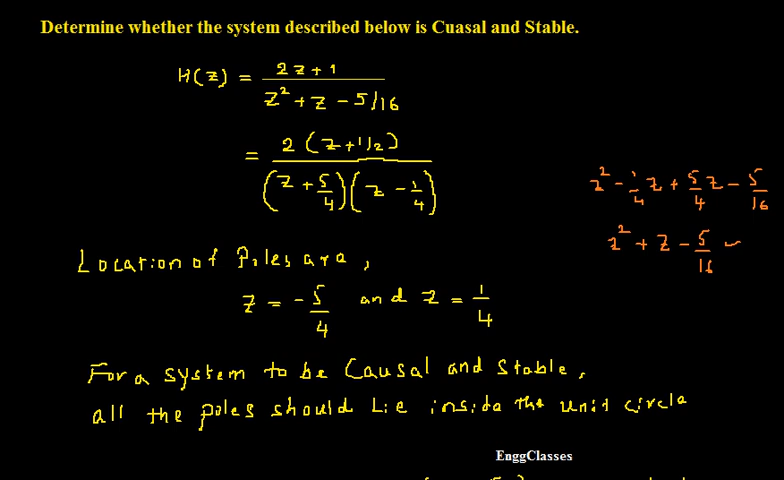 Determine whether the system described below is Cuasal and Stable.
H(z) = 2z+1 / z² + z - 5/16
= 2 (z+1/2) / (z + 5/4)(z - 1/4)
z² - 1/4 z + 5/4 z - 5/16
z² + z - 5/16
Location of Poles are,
z = - 5/4 and z = 1/4
For a system to be Causal and Stable,
all the poles should Lie inside the unit circle
EnggClasses